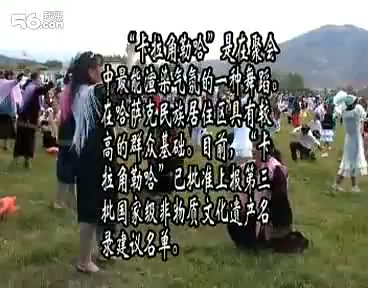 56 我乐
.com
“卡拉角勒哈”是在聚会
中最能渲染气氛的一种舞蹈。
在哈萨克民族居住区具有较
高的群众基础。目前，“卡
拉角勒哈”已批准上报第三
批国家级非物质文化遗产名
录建议名单。